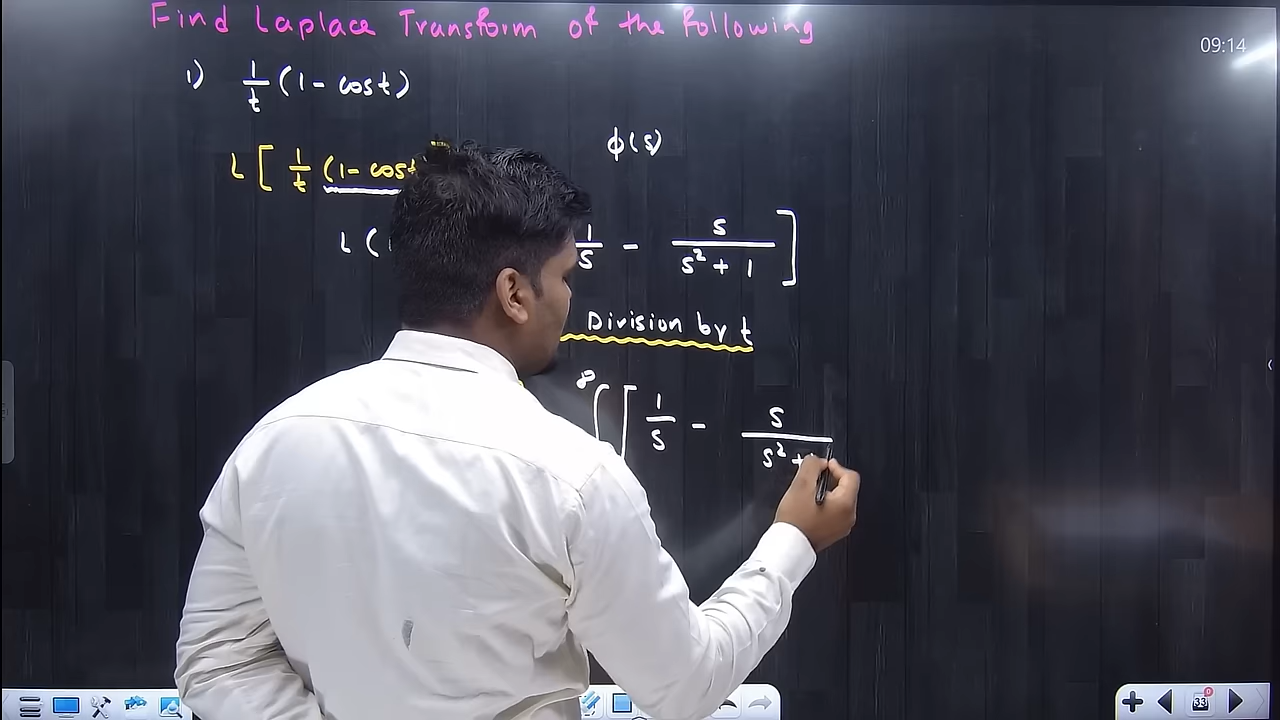 Find Laplace Transform of the following
09:14
1) 1/t (1 - cos t)
L [ 1/t (1 - cos t
ϕ(s)
L ( 1/s - s/(s² + 1) ]
Division by t
∞ ∫ [ 1/s - s/(s² +
33